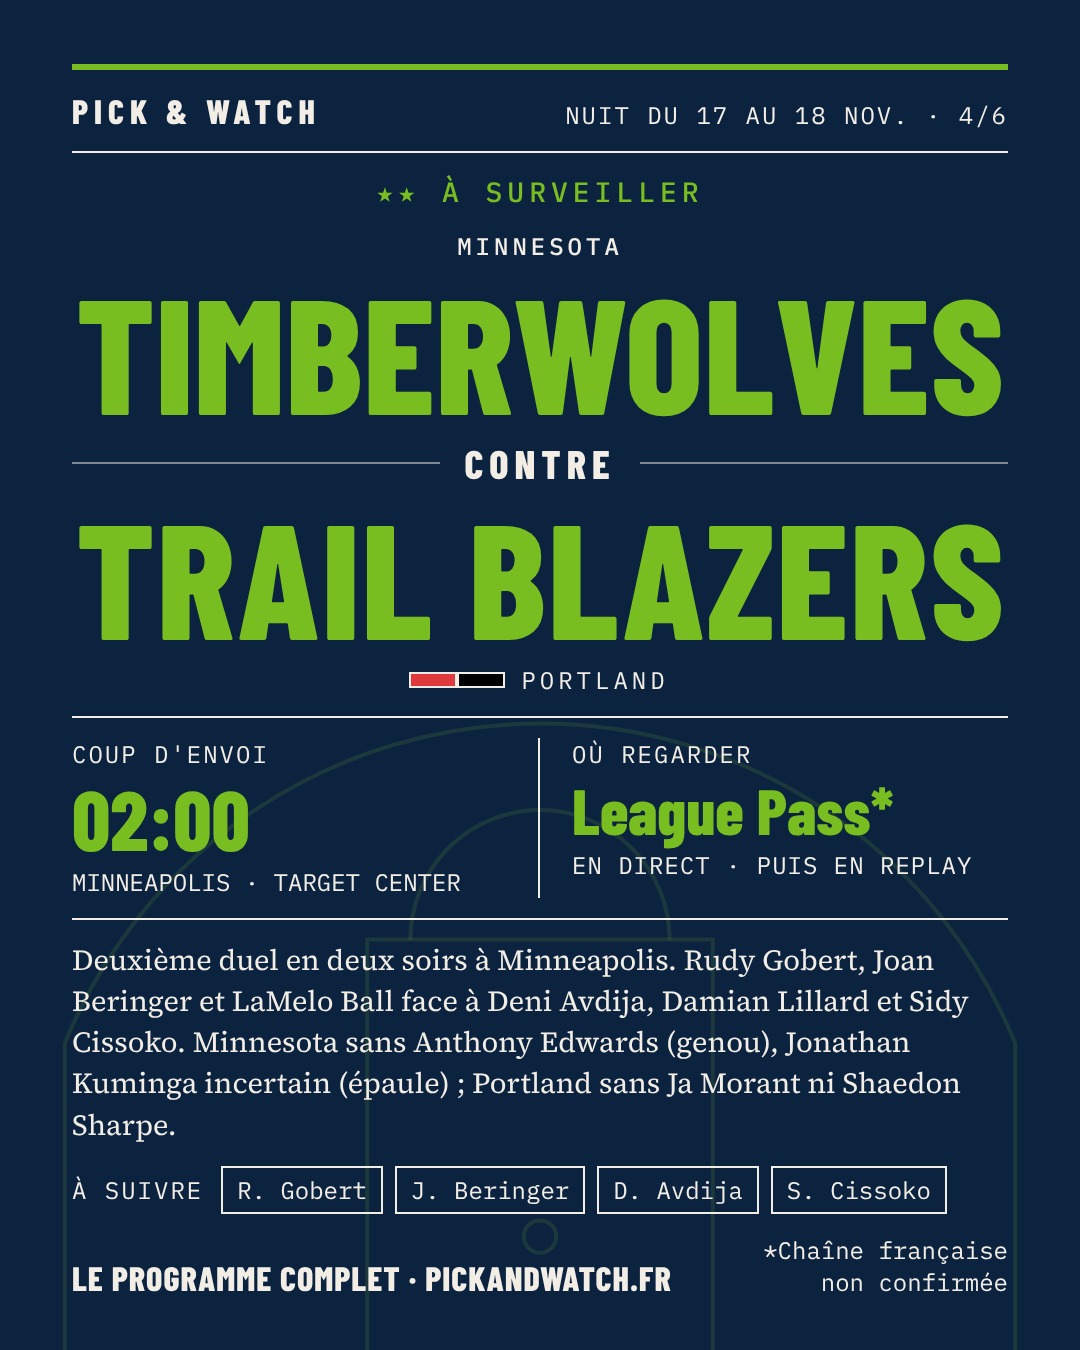 PICK & WATCH
NUIT DU 17 AU 18 NOV. · 4/6
★★ À SURVEILLER
MINNESOTA
TIMBERWOLVES
CONTRE
TRAIL BLAZERS
PORTLAND
COUP D'ENVOI
02:00
MINNEAPOLIS · TARGET CENTER
OÙ REGARDER
League Pass*
EN DIRECT · PUIS EN REPLAY
Deuxième duel en deux soirs à Minneapolis. Rudy Gobert, Joan
Beringer et LaMelo Ball face à Deni Avdija, Damian Lillard et Sidy
Cissoko. Minnesota sans Anthony Edwards (genou), Jonathan
Kuminga incertain (épaule) ; Portland sans Ja Morant ni Shaedon
Sharpe.
À SUIVRE R. Gobert J. Beringer D. Avdija S. Cissoko
LE PROGRAMME COMPLET · PICKANDWATCH.FR
*Chaîne française
non confirmée